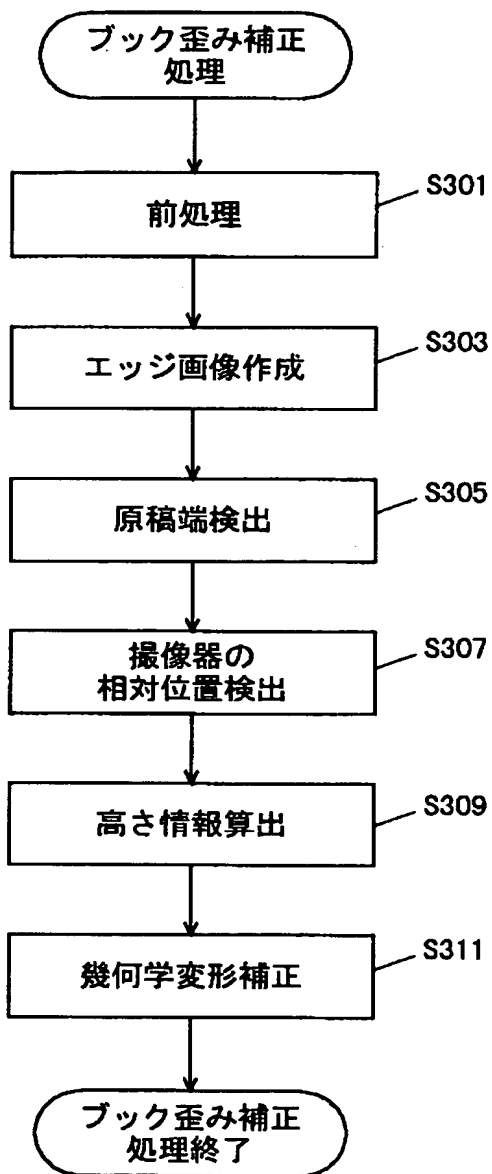 ブック歪み補正
処理
S301
前処理
S303
エッジ画像作成
S305
原稿端検出
S307
撮像器の
相対位置検出
S309
高さ情報算出
S311
幾何学変形補正
ブック歪み補正
処理終了